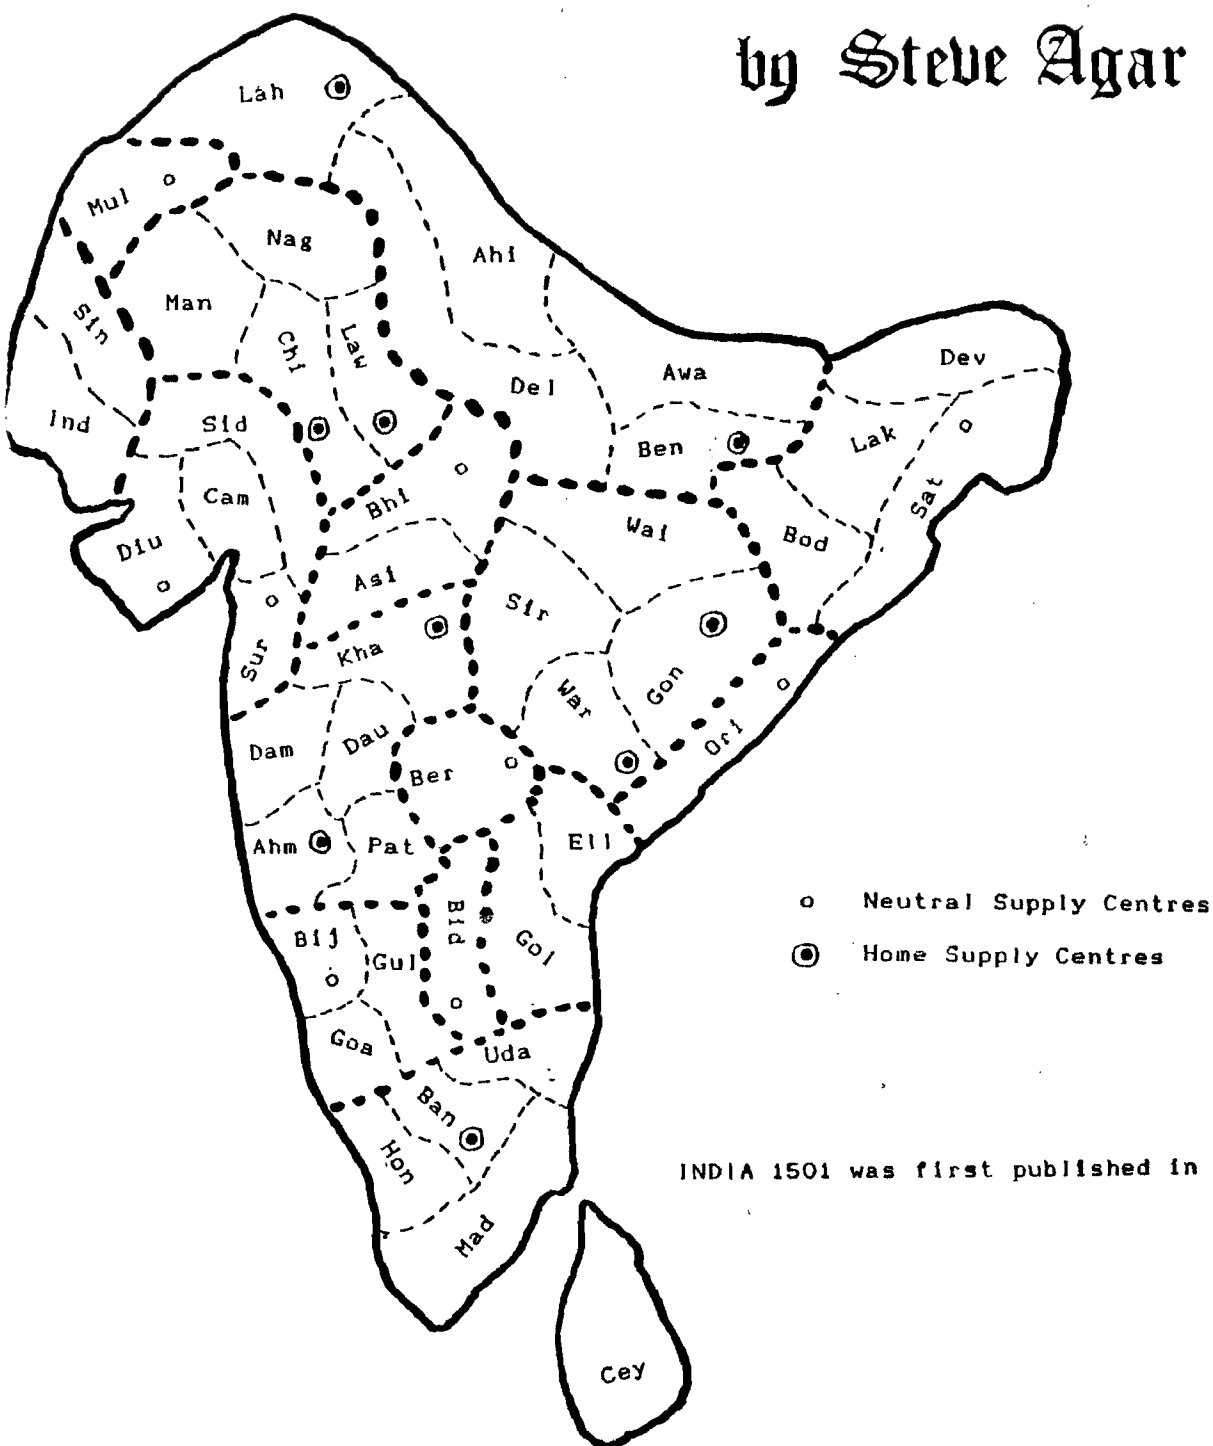 by Steve Agar
Lah
Mul
Nag
Ahi
Man
Sin
Chi
Law
Del
Awa
Dev
Ind
Sid
Ben
Lak
Cam
Bhi
Sat
Wai
Bod
Diu
Asi
Sir
Kha
Sur
Gon
War
Ori
Dam
Dau
Ber
Ahm
Pat
Ell
Neutral Supply Centres
Bid
Bij
Gol
Home Supply Centres
Gul
Goa
Uda
Ban
Hon
INDIA 1501 was first published in
Mad
Cey